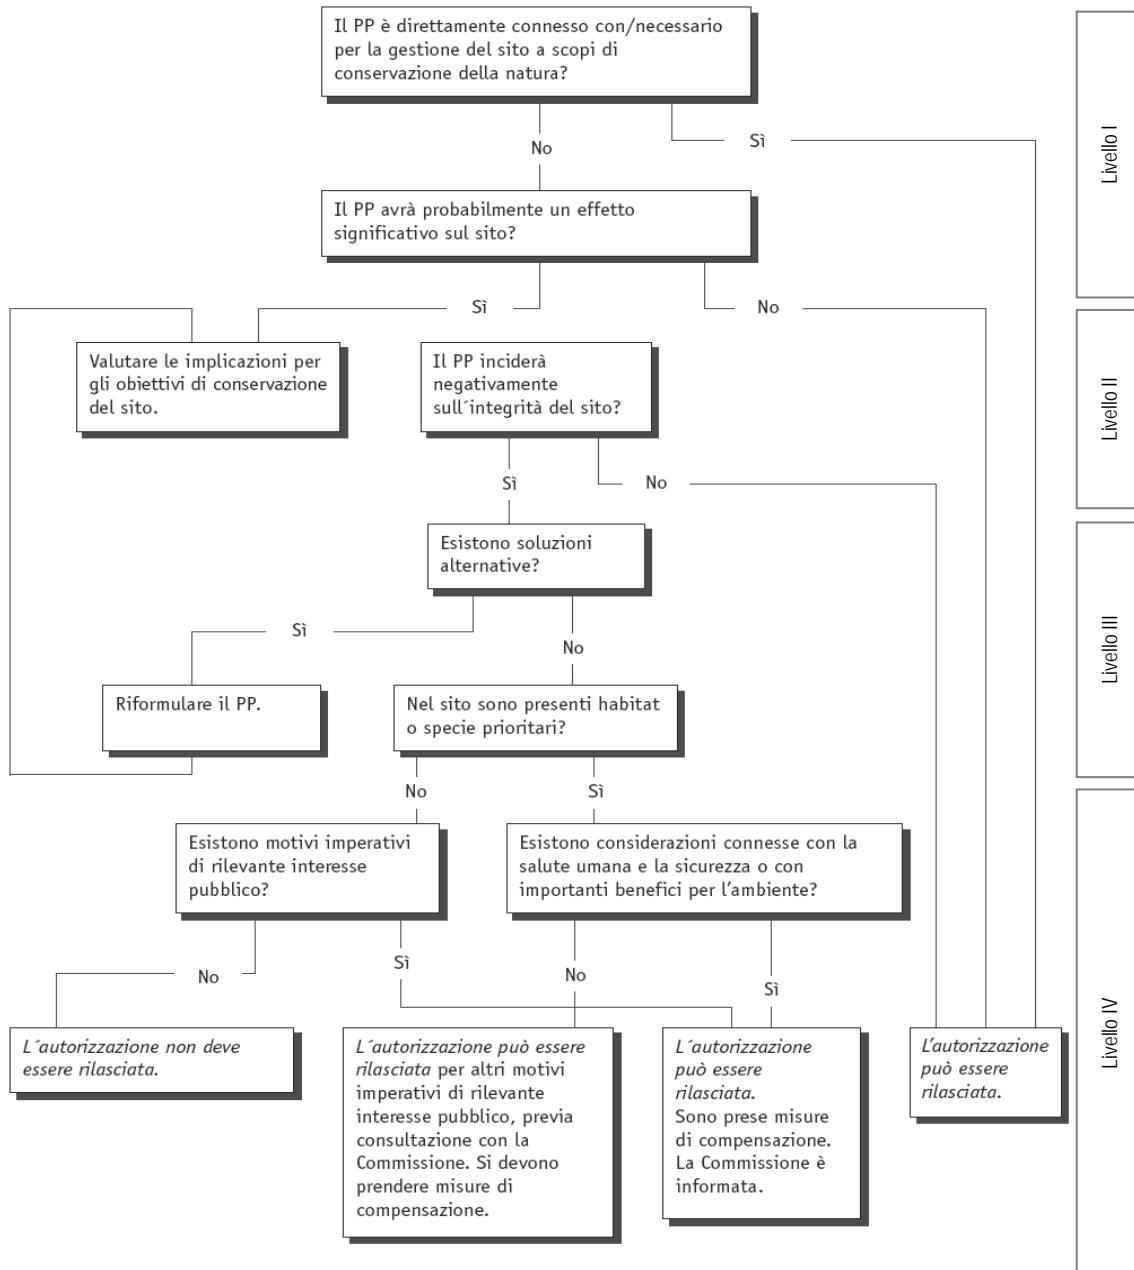 Il PP è direttamente connesso con/necessario
per la gestione del sito a scopi di
conservazione della natura?
Sì
No
Il PP avrà probabilmente un effetto
significativo sul sito?
Sì
No
Valutare le implicazioni per
gli obiettivi di conservazione
del sito.
Il PP inciderà
negativamente
sull´integrità del sito?
Sì
No
Esistono soluzioni
alternative?
Sì
No
Riformulare il PP.
Nel sito sono presenti habitat
o specie prioritari?
No
Sì
Esistono motivi imperativi
di rilevante interesse
pubblico?
Esistono considerazioni connesse con la
salute umana e la sicurezza o con
importanti benefici per l'ambiente?
No
Sì
No
Sì
L´autorizzazione non deve
essere rilasciata.
L´autorizzazione può essere
rilasciata per altri motivi
imperativi di rilevante
interesse pubblico, previa
consultazione con la
Commissione. Si devono
prendere misure di
compensazione.
L´autorizzazione
può essere
rilasciata.
Sono prese misure
di compensazione.
La Commissione è
informata.
L'autorizzazione
può essere
rilasciata.
Livello I
Livello II
Livello III
Livello IV